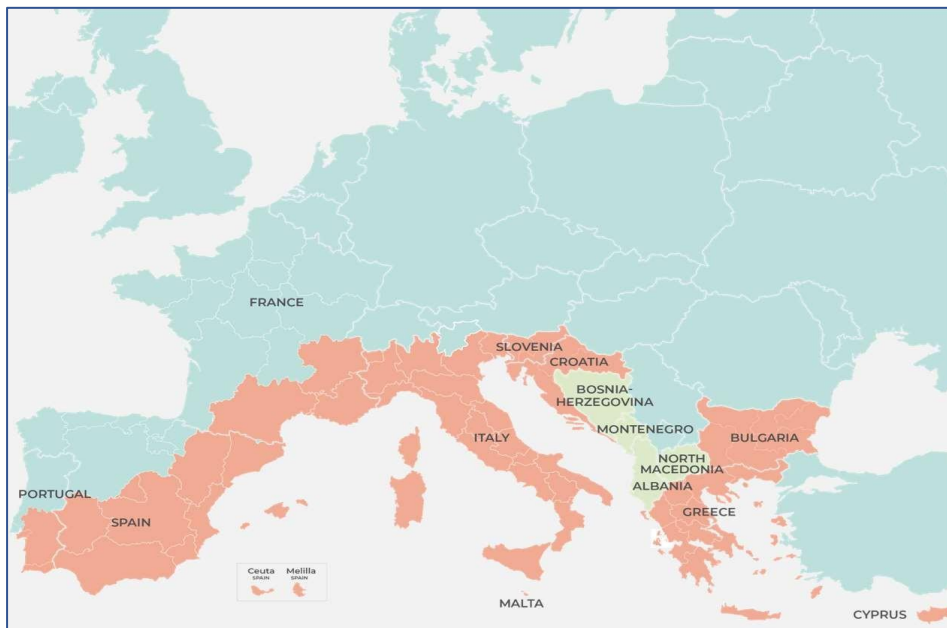 FRANCE
SLOVENIA
CROATIA
BOSNIA-
HERZEGOVINA
MONTENEGRO
ITALY
BULGARIA
NORTH
MACEDONIA
ALBANIA
PORTUGAL
SPAIN
GREECE
Ceuta
SPAIN
Melilla
SPAIN
MALTA
CYPRUS